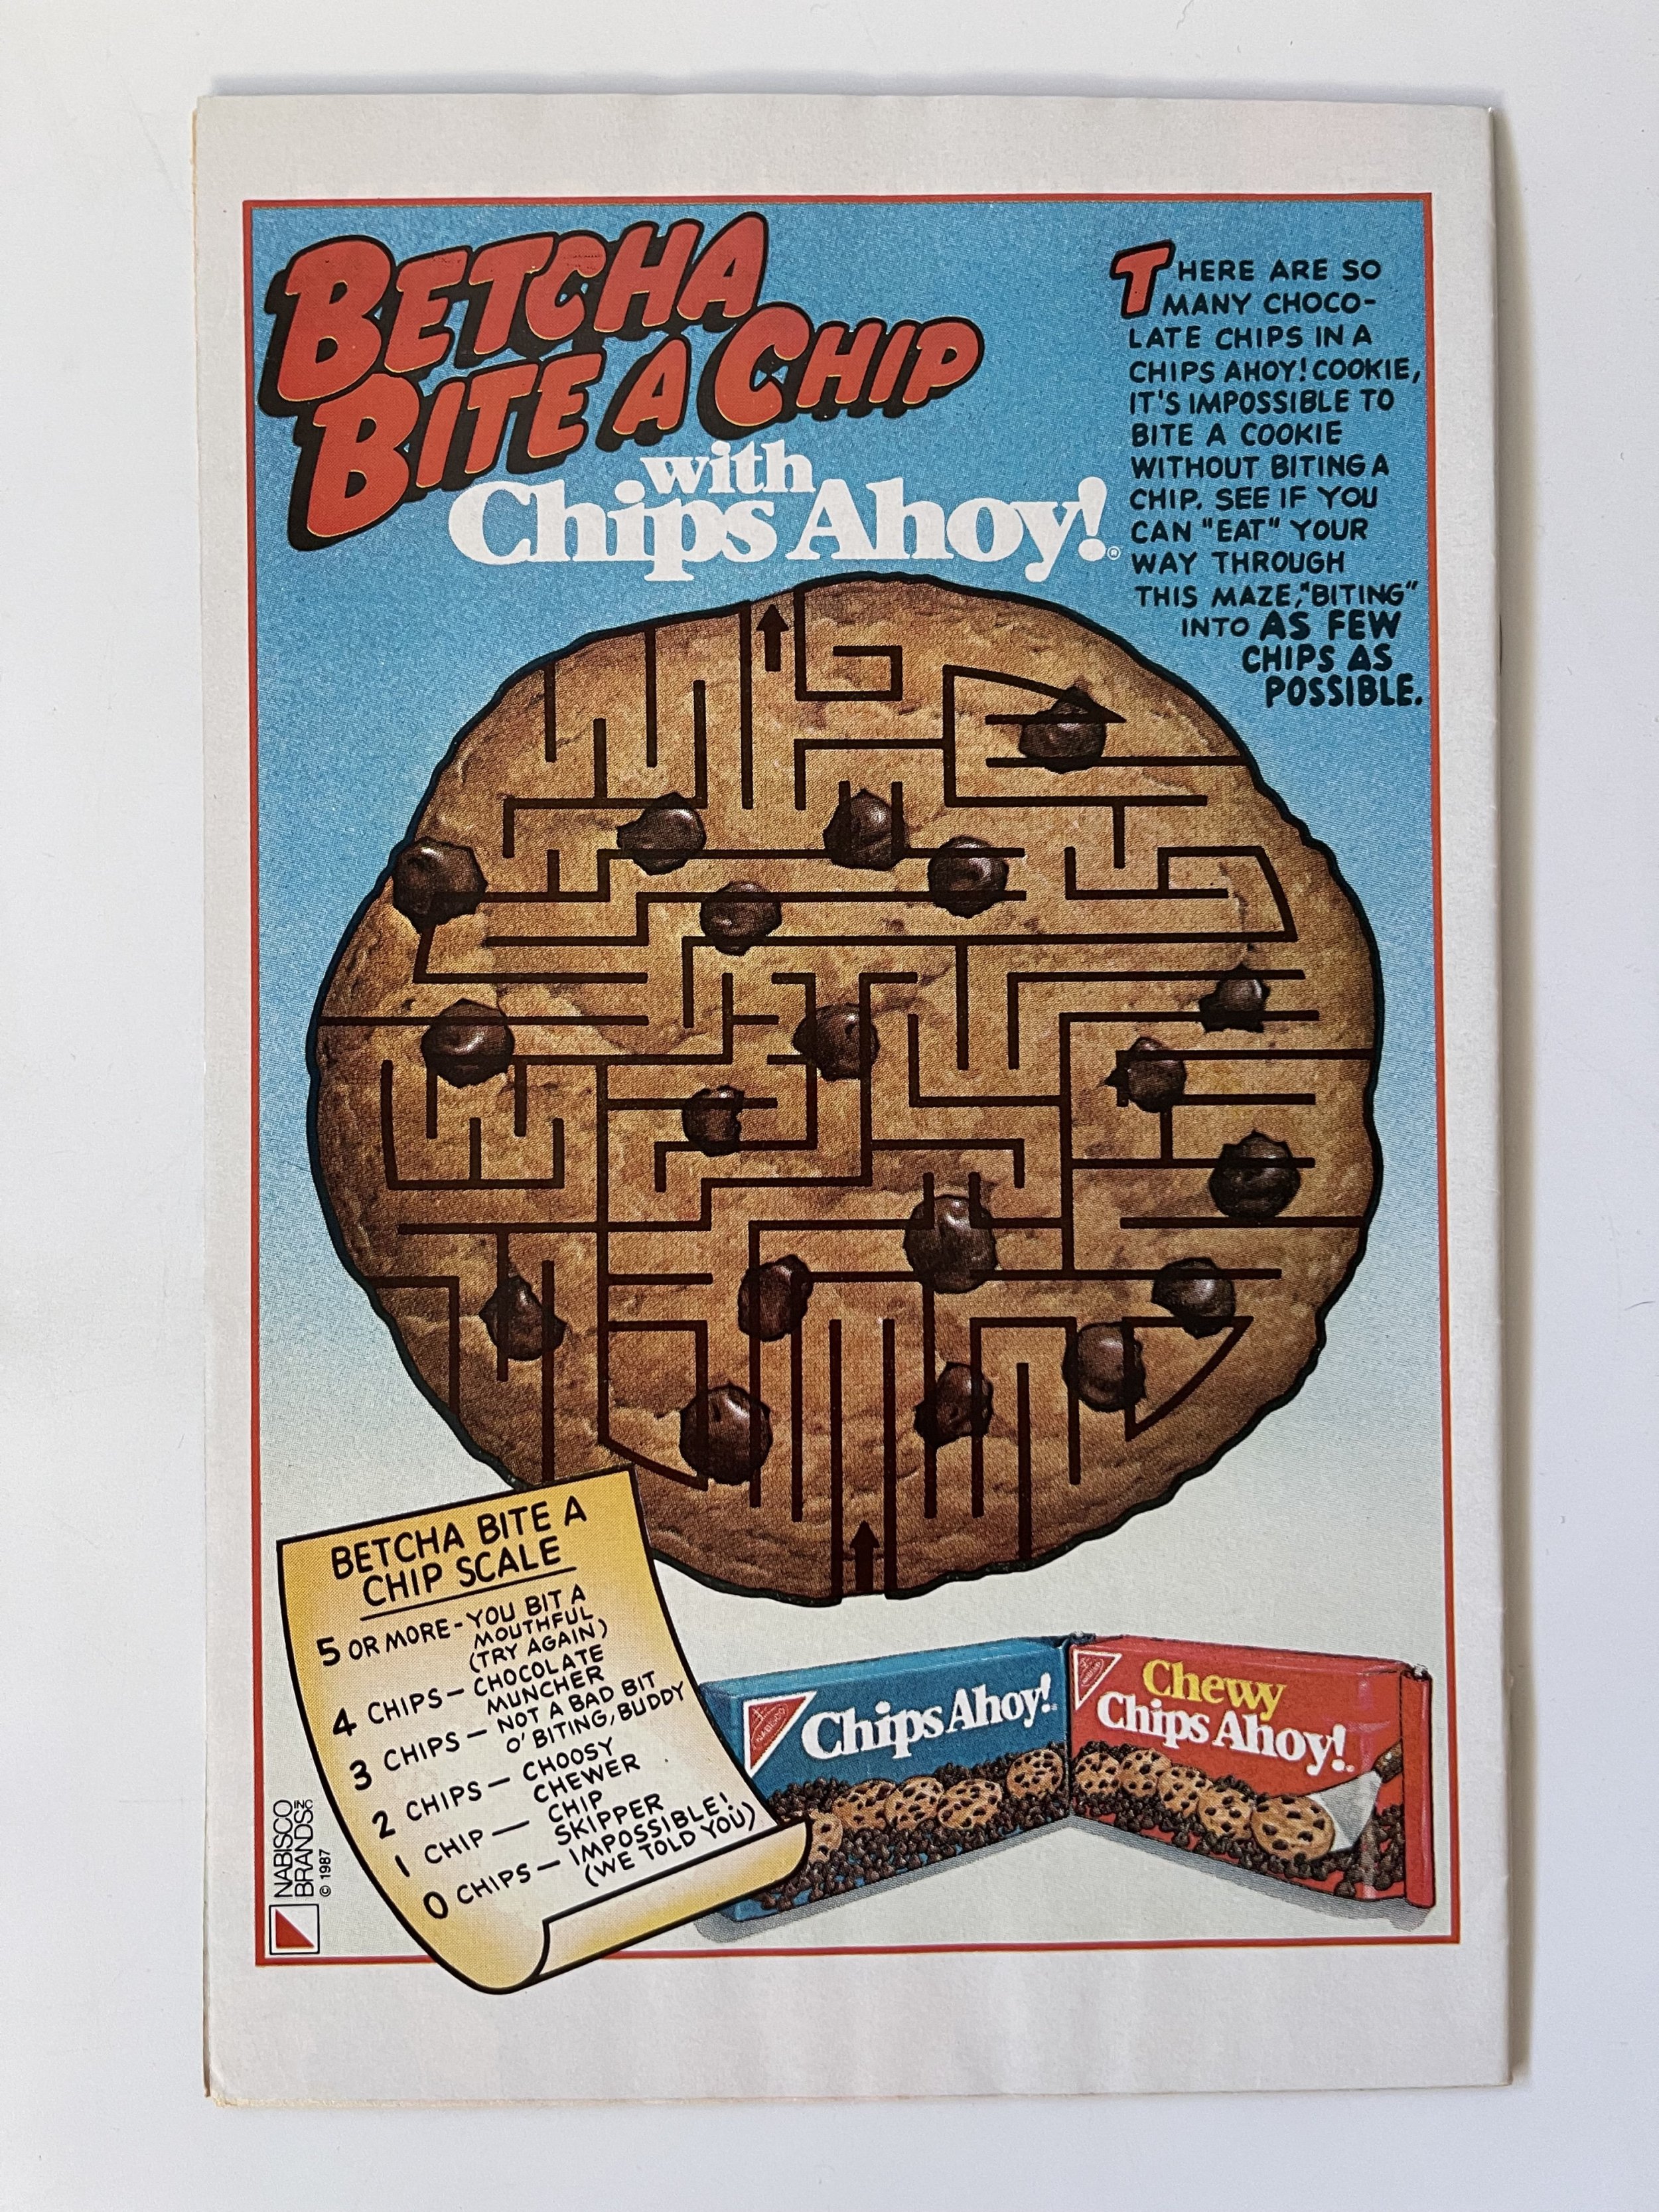 BETCHA
BITE A CHIP
with
Chips Ahoy!®
THERE ARE SO
MANY CHOCO-
LATE CHIPS IN A
CHIPS AHOY! COOKIE,
IT'S IMPOSSIBLE TO
BITE A COOKIE
WITHOUT BITING A
CHIP. SEE IF YOU
CAN "EAT" YOUR
WAY THROUGH
THIS MAZE, "BITING"
INTO AS FEW
CHIPS AS
POSSIBLE.
BETCHA BITE A
CHIP SCALE
5 OR MORE - YOU BIT A
MOUTHFUL
(TRY AGAIN)
4 CHIPS - CHOCOLATE
MUNCHER
3 CHIPS - NOT A BAD BIT
O' BITING, BUDDY
2 CHIPS - CHOOSY
CHEWER
1 CHIP - CHIP
SKIPPER
0 CHIPS - IMPOSSIBLE!
(WE TOLD YOU)
NABISCO
BRANDS INC
© 1987
NABISCO
Chips Ahoy!
Chewy
Chips Ahoy!